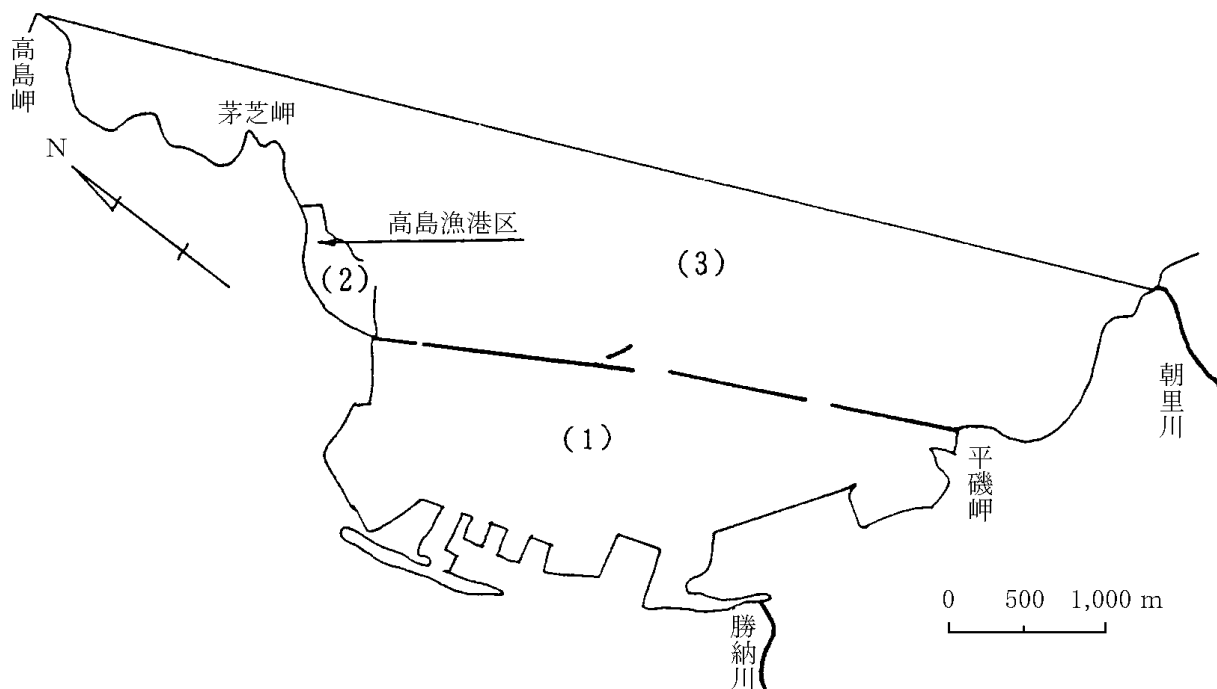 高島岬
茅芝岬
N
高島漁港区
(2)
(3)
(1)
朝里川
平磯岬
勝納川
0 500 1,000 m